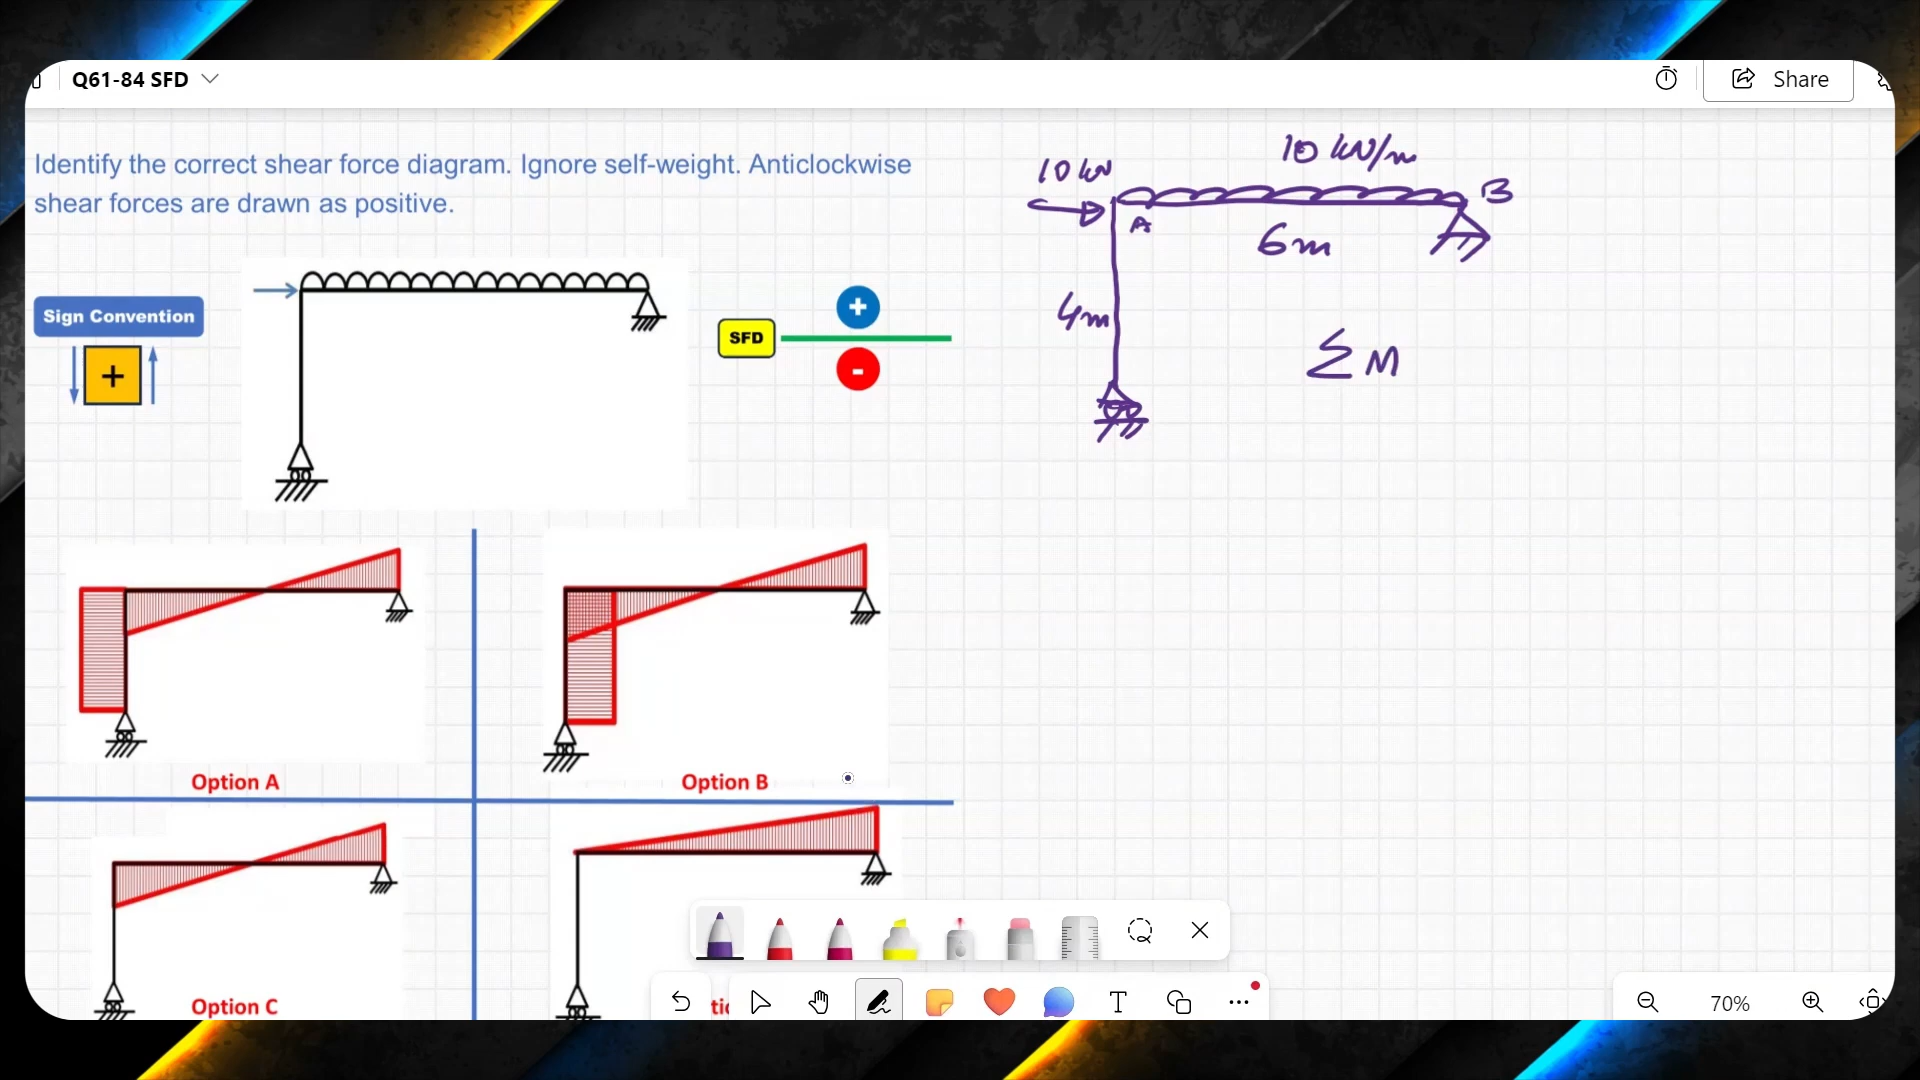 Q61-84 SFD
Share
Identify the correct shear force diagram. Ignore self-weight. Anticlockwise
shear forces are drawn as positive.
Sign Convention
+
SFD
+
-
10 kN
10 kN/m
A
B
6m
4m
ΣM
Option A
Option B
Option C
T
70%